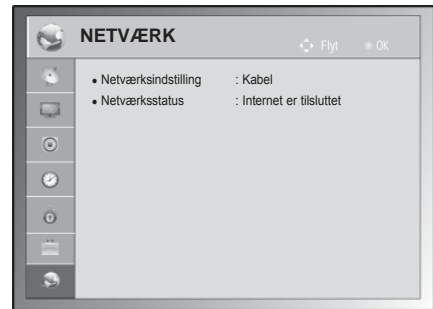 NETVÆRK
Flyt OK
• Netværksindstilling : Kabel
• Netværksstatus : Internet er tilsluttet